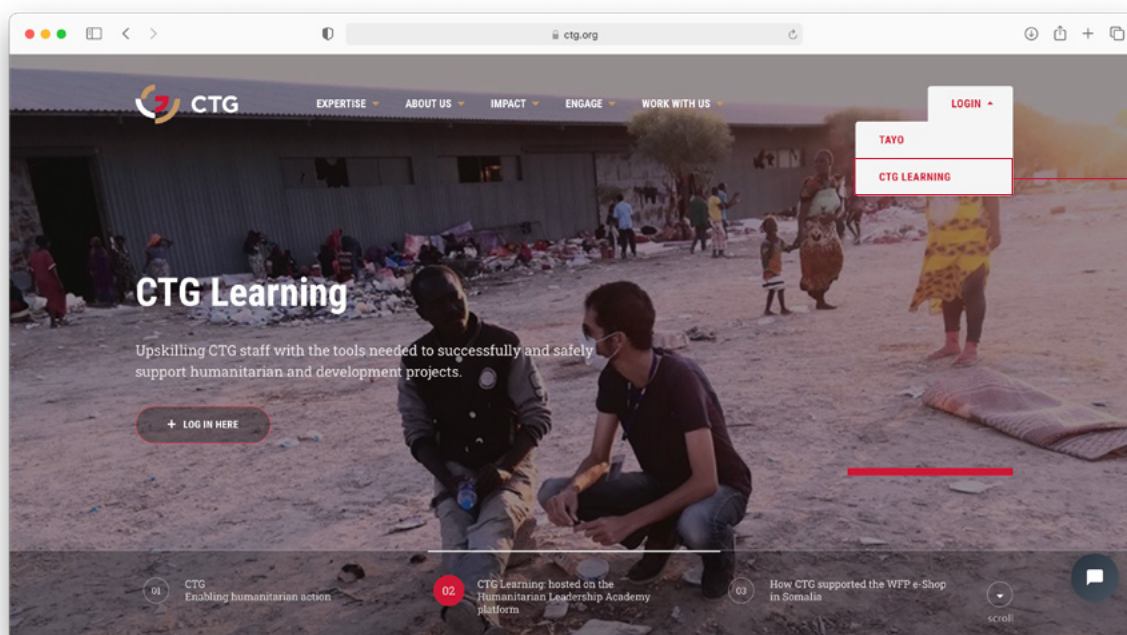 ctg.org
CTG
EXPERTISE
ABOUT US
IMPACT
ENGAGE
WORK WITH US
LOGIN
TAYO
CTG LEARNING
CTG Learning
Upskilling CTG staff with the tools needed to successfully and safely
support humanitarian and development projects.
+ LOG IN HERE
01
CTG
Enabling humanitarian action
02
CTG Learning: hosted on the
Humanitarian Leadership Academy
platform
03
How CTG supported the WFP e-Shop
in Somalia
scroll